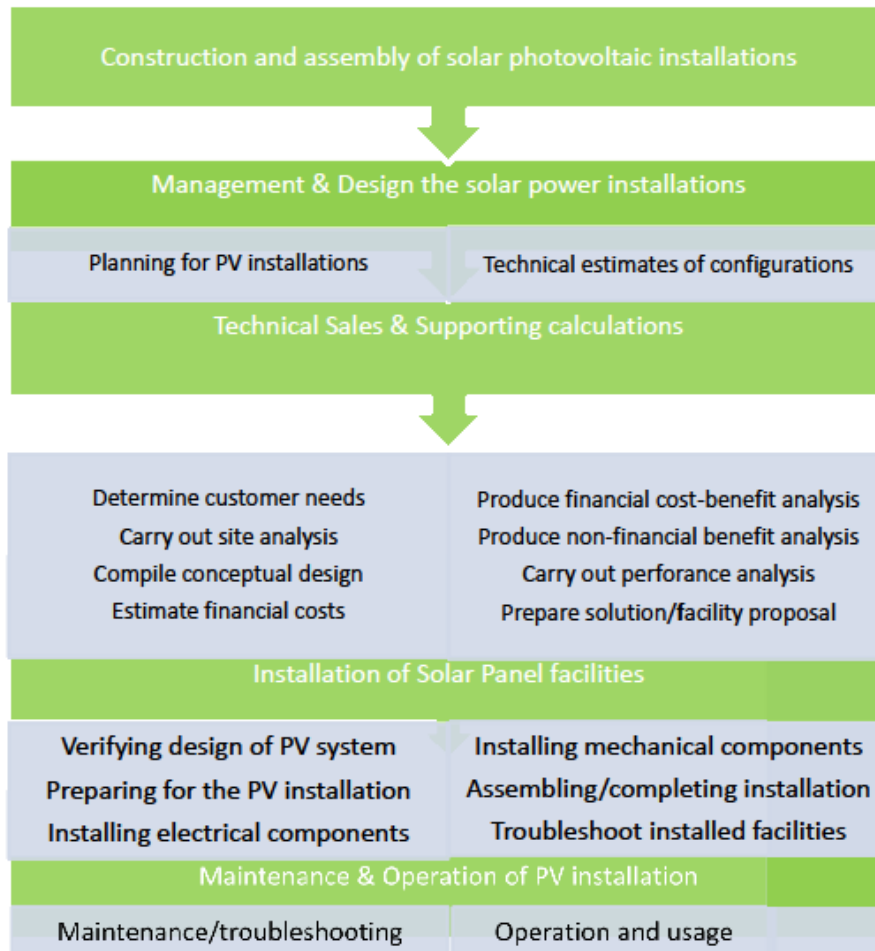 Construction and assembly of solar photovoltaic installations
Management & Design the solar power installations
Planning for PV installations
Technical estimates of configurations
Technical Sales & Supporting calculations
Determine customer needs
Carry out site analysis
Compile conceptual design
Estimate financial costs
Produce financial cost-benefit analysis
Produce non-financial benefit analysis
Carry out perforance analysis
Prepare solution/facility proposal
Installation of Solar Panel facilities
Verifying design of PV system
Preparing for the PV installation
Installing electrical components
Installing mechanical components
Assembling/completing installation
Troubleshoot installed facilities
Maintenance & Operation of PV installation
Maintenance/troubleshooting
Operation and usage